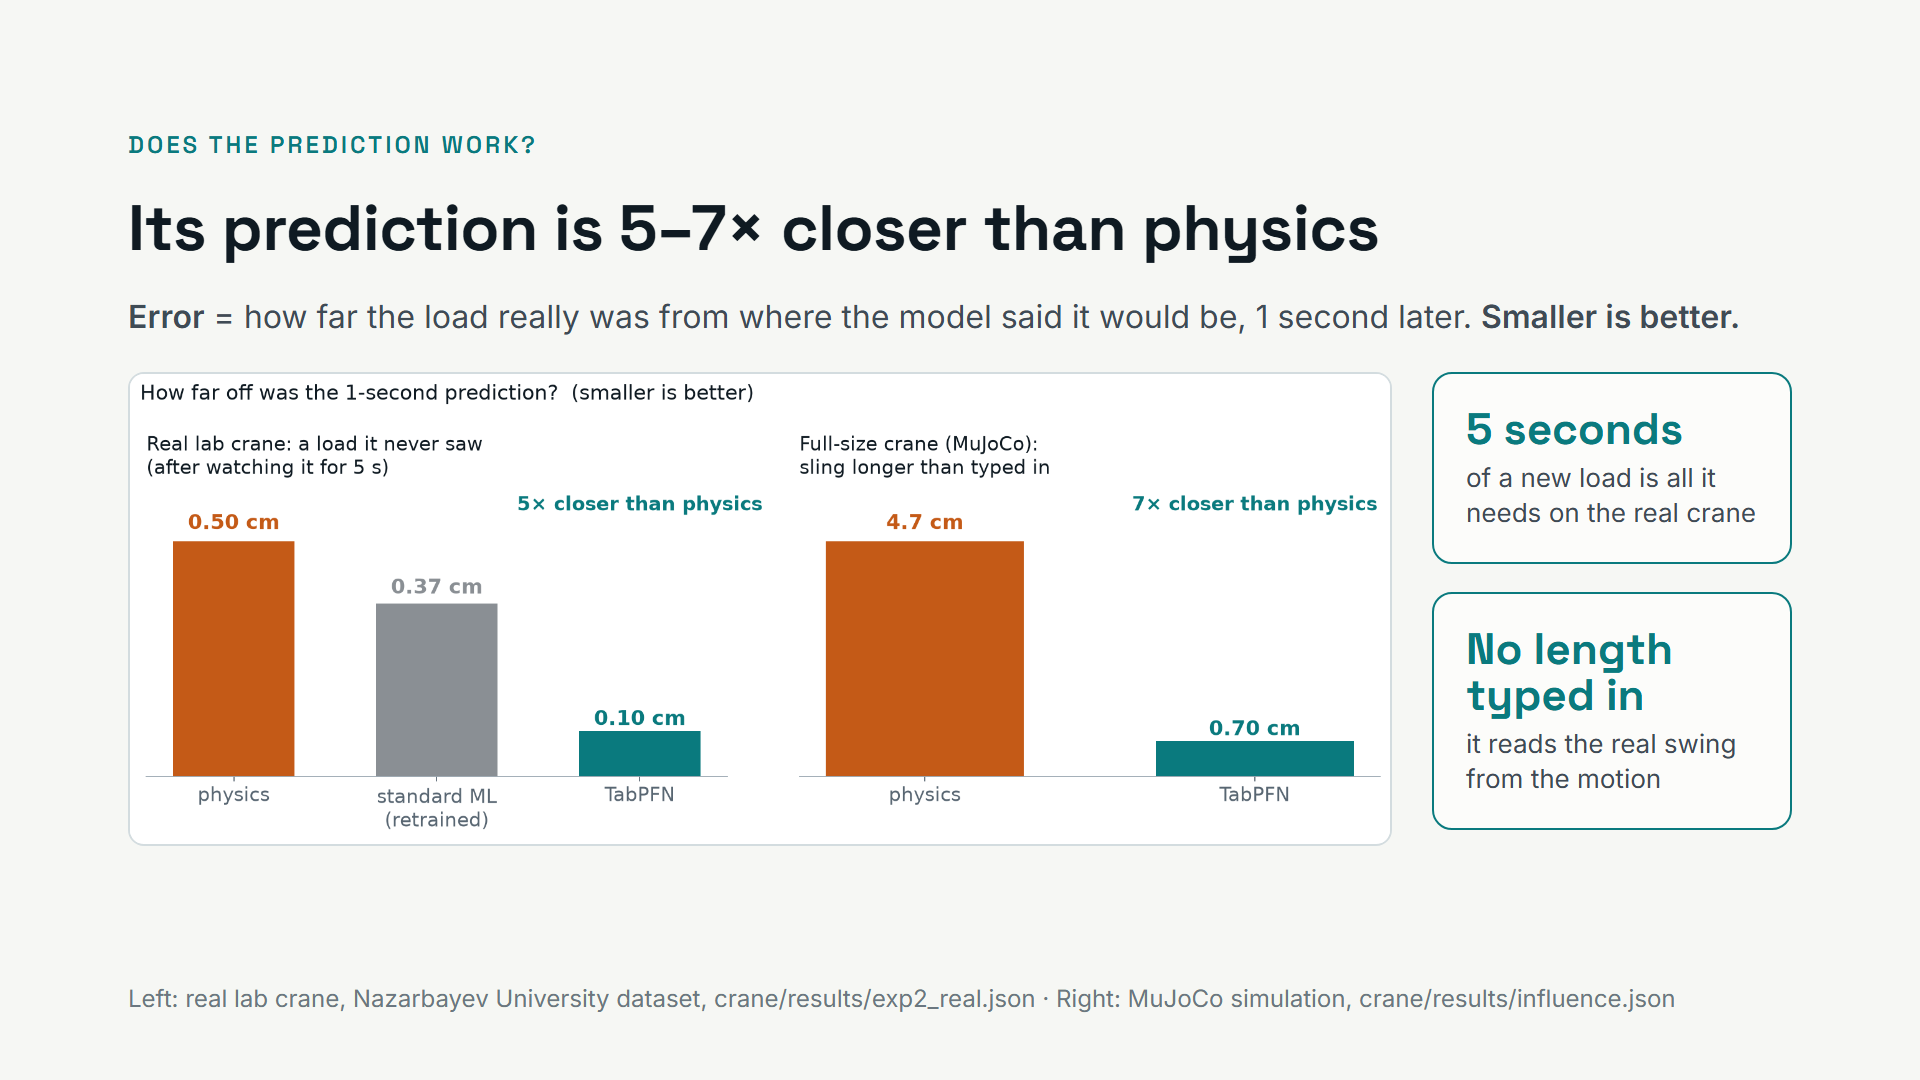 DOES THE PREDICTION WORK?
Its prediction is 5–7× closer than physics
Error = how far the load really was from where the model said it would be, 1 second later. Smaller is better.
How far off was the 1-second prediction? (smaller is better)
Real lab crane: a load it never saw
(after watching it for 5 s)
5× closer than physics
0.50 cm
0.37 cm
0.10 cm
physics
standard ML
(retrained)
TabPFN
Full-size crane (MuJoCo):
sling longer than typed in
7× closer than physics
4.7 cm
0.70 cm
physics
TabPFN
5 seconds
of a new load is all it
needs on the real crane
No length
typed in
it reads the real swing
from the motion
Left: real lab crane, Nazarbayev University dataset, crane/results/exp2_real.json · Right: MuJoCo simulation, crane/results/influence.json